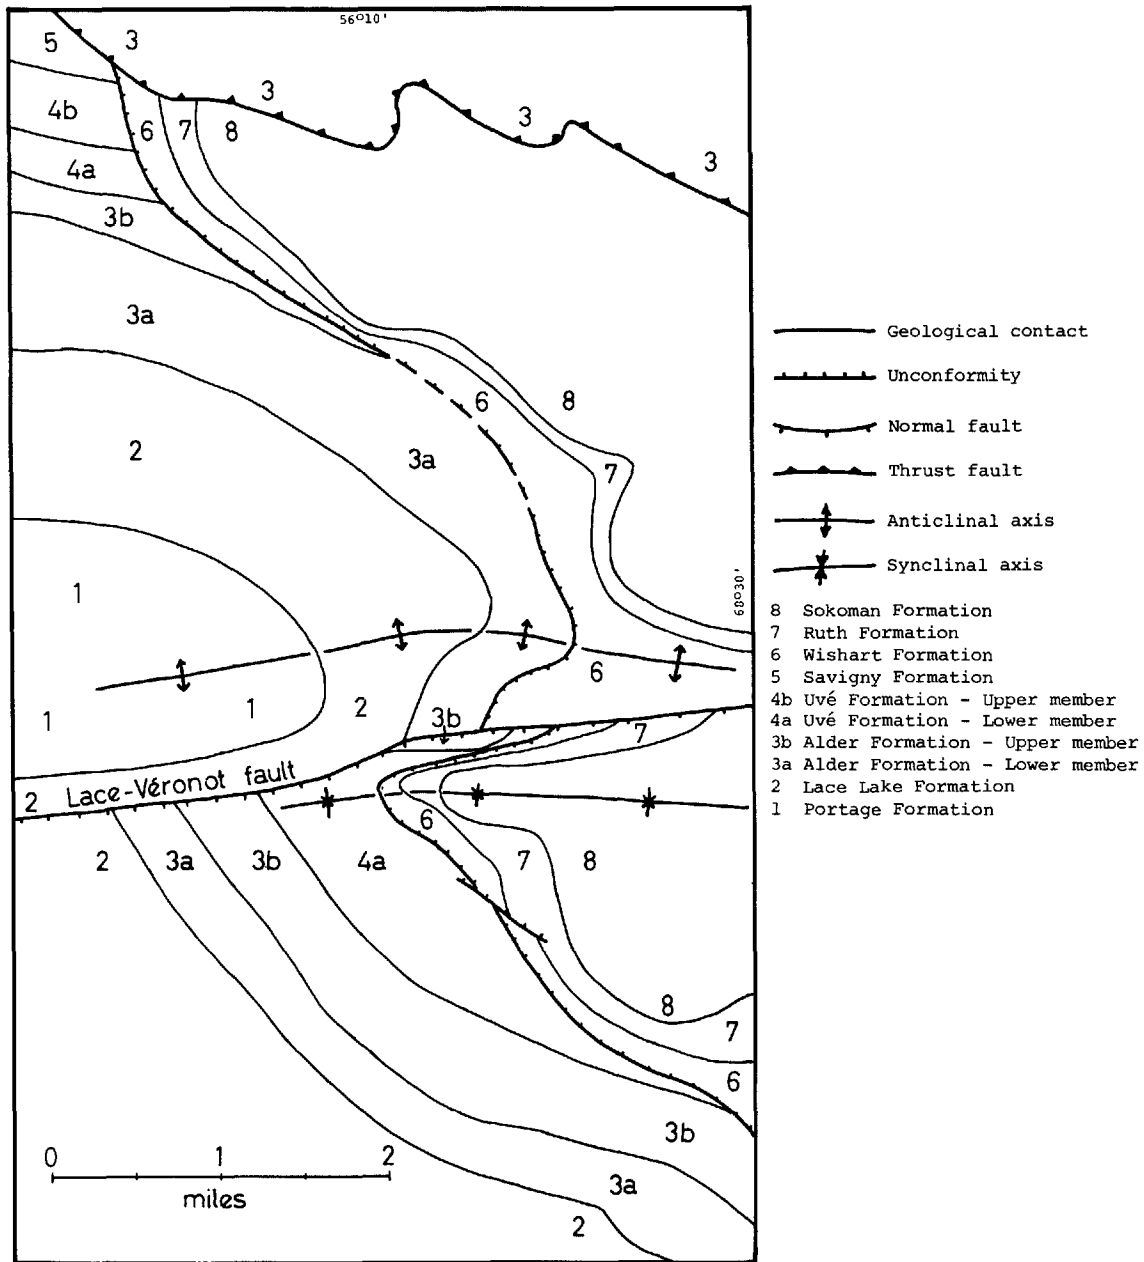 56°10'
5
3
3
4b
6
7
8
3
4a
3
3b
3a
6
8
2
3a
7
1
68°30'
6
1
1
2
3b
7
2
Lace-Véronot fault
6
2
3a
3b
4a
7
8
8
7
6
3b
3a
2
0 1 2
miles
Geological contact
Unconformity
Normal fault
Thrust fault
Anticlinal axis
Synclinal axis
8 Sokoman Formation
7 Ruth Formation
6 Wishart Formation
5 Savigny Formation
4b Uvé Formation - Upper member
4a Uvé Formation - Lower member
3b Alder Formation - Upper member
3a Alder Formation - Lower member
2 Lace Lake Formation
1 Portage Formation